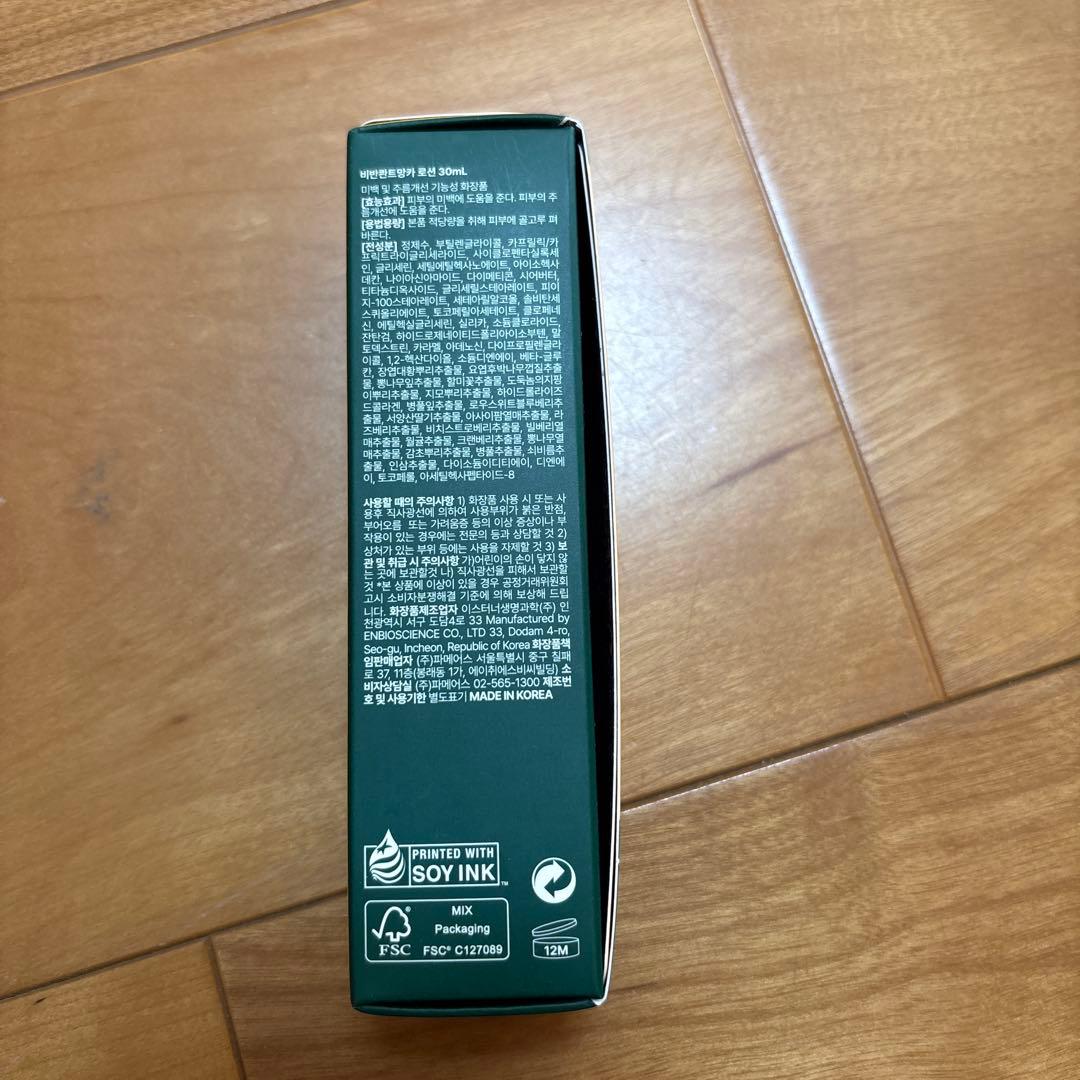 비반콴트망카 로션 30mL
미백 및 주름개선 기능성 화장품
[효능효과] 피부의 미백에 도움을 준다. 피부의 주
름개선에 도움을 준다.
[용법용량] 본품 적당량을 취해 피부에 골고루 펴
바른다.
[전성분] 정제수, 부틸렌글라이콜, 카프릴릭/카
프릭트라이글리세라이드, 사이클로펜타실록세
인, 글리세린, 세틸에틸헥사노에이트, 아이소헥사
데칸, 나이아신아마이드, 다이메티콘, 시어버터,
티타늄디옥사이드, 글리세릴스테아레이트, 피이
지-100스테아레이트, 세테아릴알코올, 솔비탄세
스퀴올리에이트, 토코페릴아세테이트, 클로페네
신, 에틸헥실글리세린, 실리카, 소듐클로라이드,
잔탄검, 하이드로제네이티드폴리아이소부텐, 말
토덱스트린, 카라멜, 아데노신, 다이프로필렌글라
이콜, 1,2-헥산다이올, 소듐디엔에이, 베타-글루
칸, 장엽대황뿌리추출물, 요엽후박나무껍질추출
물, 뽕나무잎추출물, 할미꽃추출물, 도둑놈의지팡
이뿌리추출물, 지모뿌리추출물, 하이드롤라이즈
드콜라겐, 병풀잎추출물, 로우스위트블루베리추
출물, 서양산딸기추출물, 아사이팜열매추출물, 라
즈베리추출물, 비치스트로베리추출물, 빌베리열
매추출물, 월귤추출물, 크랜베리추출물, 뽕나무열
매추출물, 감초뿌리추출물, 병풀추출물, 쇠비름추
출물, 인삼추출물, 다이소듐이디티에이, 디엔에
이, 토코페롤, 아세틸헥사펩타이드-8
사용할 때의 주의사항 1) 화장품 사용 시 또는 사
용후 직사광선에 의하여 사용부위가 붉은 반점,
부어오름 또는 가려움증 등의 이상 증상이나 부
작용이 있는 경우에는 전문의 등과 상담할 것 2)
상처가 있는 부위 등에는 사용을 자제할 것 3) 보
관 및 취급 시 주의사항 가)어린이의 손이 닿지 않
는 곳에 보관할것 나) 직사광선을 피해서 보관할
것 *본 상품에 이상이 있을 경우 공정거래위원회
고시 소비자분쟁해결 기준에 의해 보상해 드립
니다. 화장품제조업자 이스터너생명과학(주) 인
천광역시 서구 도담4로 33 Manufactured by
ENBIOSCIENCE CO., LTD 33, Dodam 4-ro,
Seo-gu, Incheon, Republic of Korea 화장품책
임판매업자 (주)파메어스 서울특별시 중구 칠패
로 37, 11층(봉래동 1가, 에이취에스비씨빌딩) 소
비자상담실 (주)파메어스 02-565-1300 제조번
호 및 사용기한 별도표기 MADE IN KOREA
PRINTED WITH
SOY INK™
FSC®
MIX
Packaging
FSC® C127089
12M